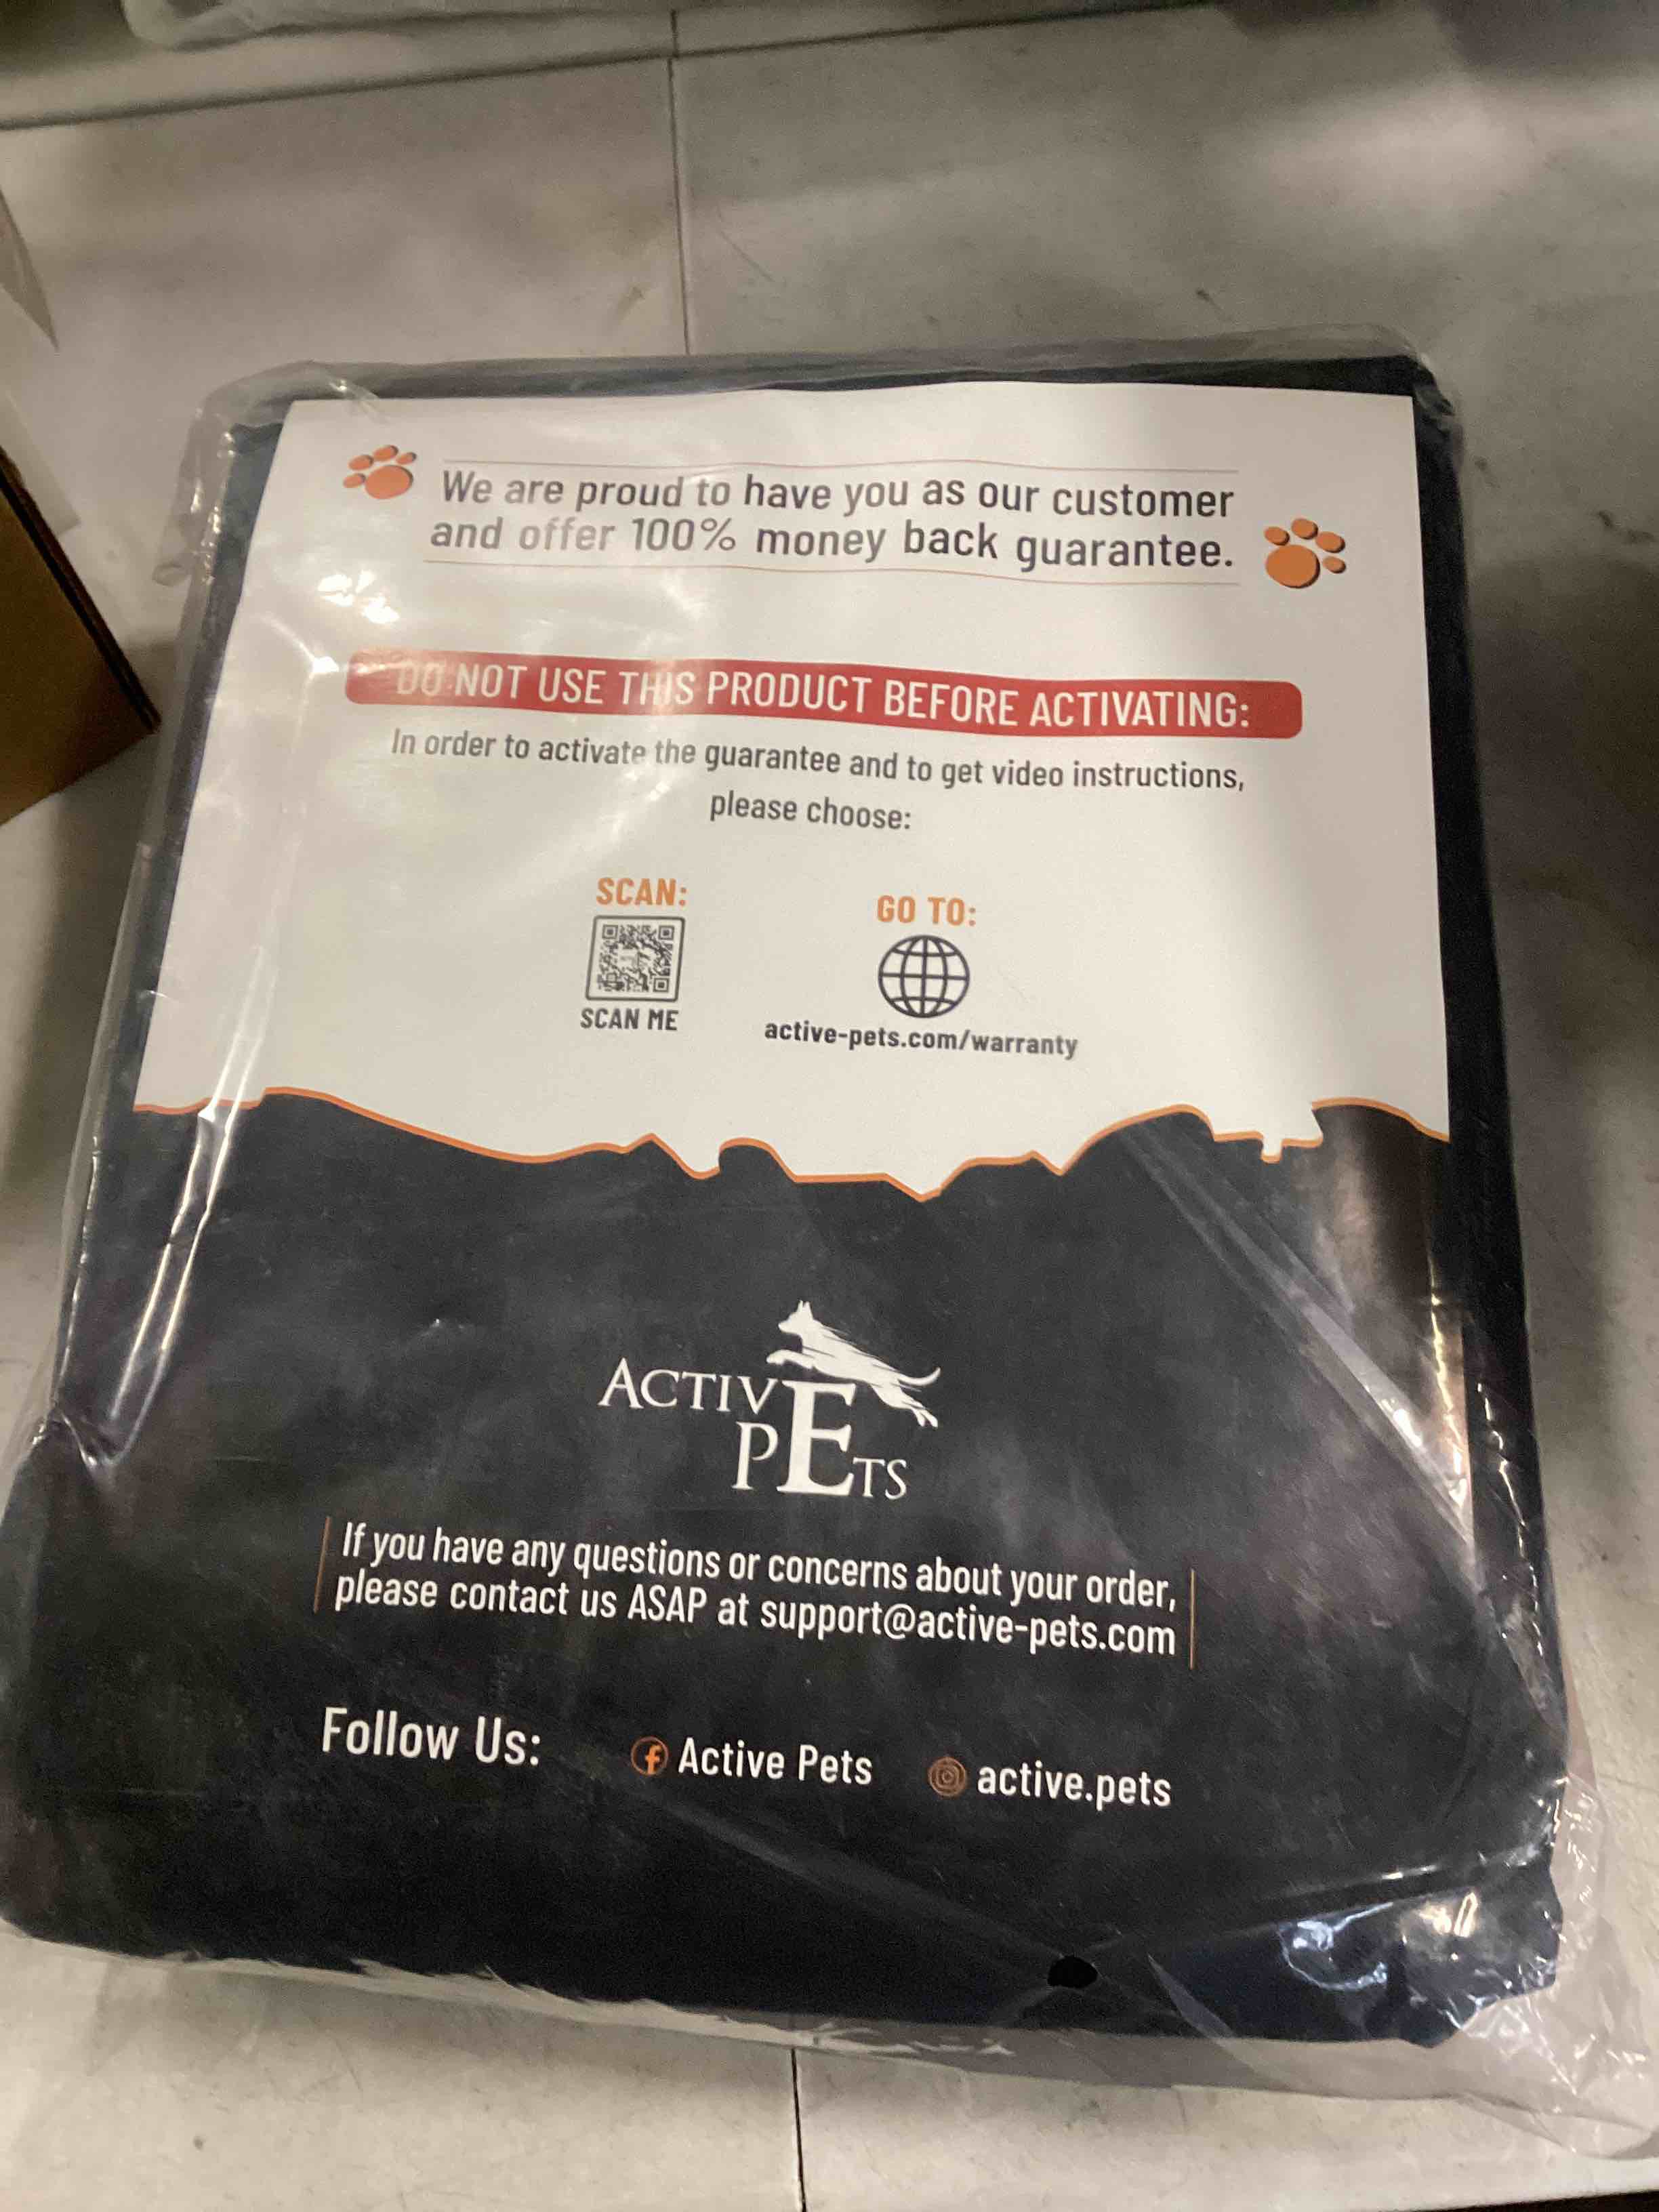 We are proud to have you as our customer
and offer 100% money back guarantee.
DO NOT USE THIS PRODUCT BEFORE ACTIVATING:
In order to activate the guarantee and to get video instructions,
please choose:
SCAN:
SCAN ME
GO TO:
active-pets.com/warranty
ACTIVE
PETS
If you have any questions or concerns about your order,
please contact us ASAP at support@active-pets.com
Follow Us: Active Pets active.pets